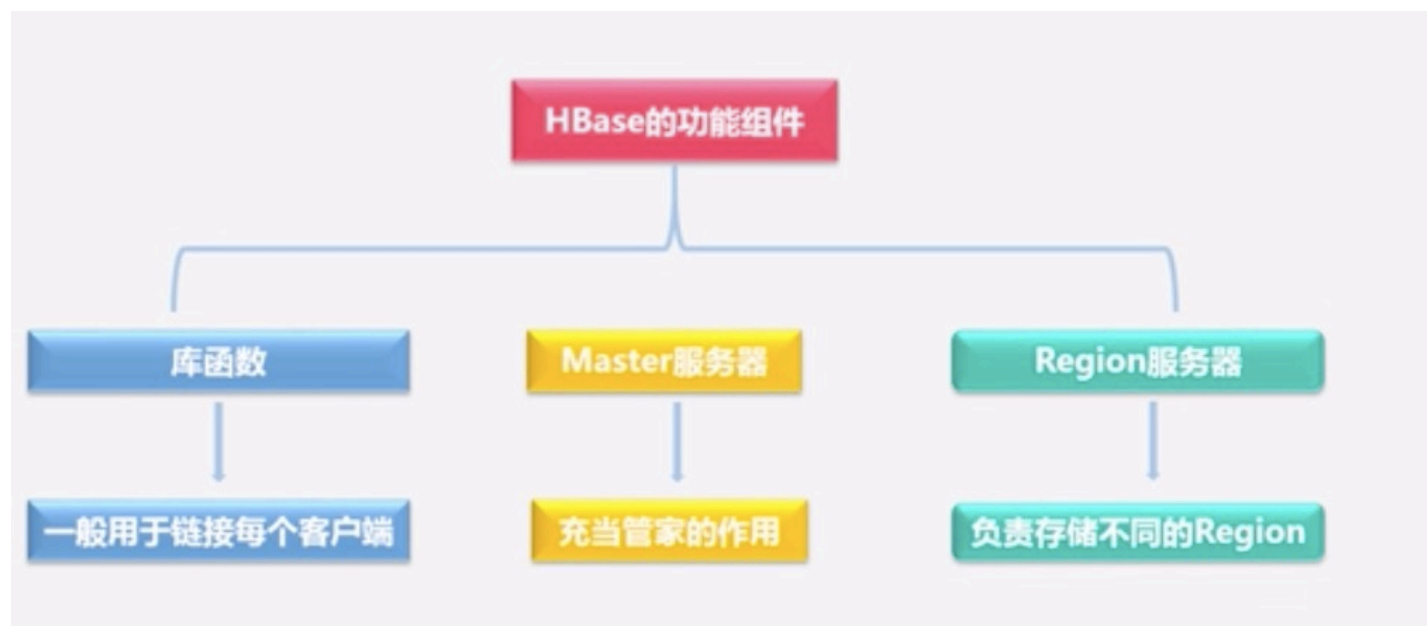 HBase的功能组件
库函数
Master服务器
Region服务器
一般用于链接每个客户端
充当管家的作用
负责存储不同的Region